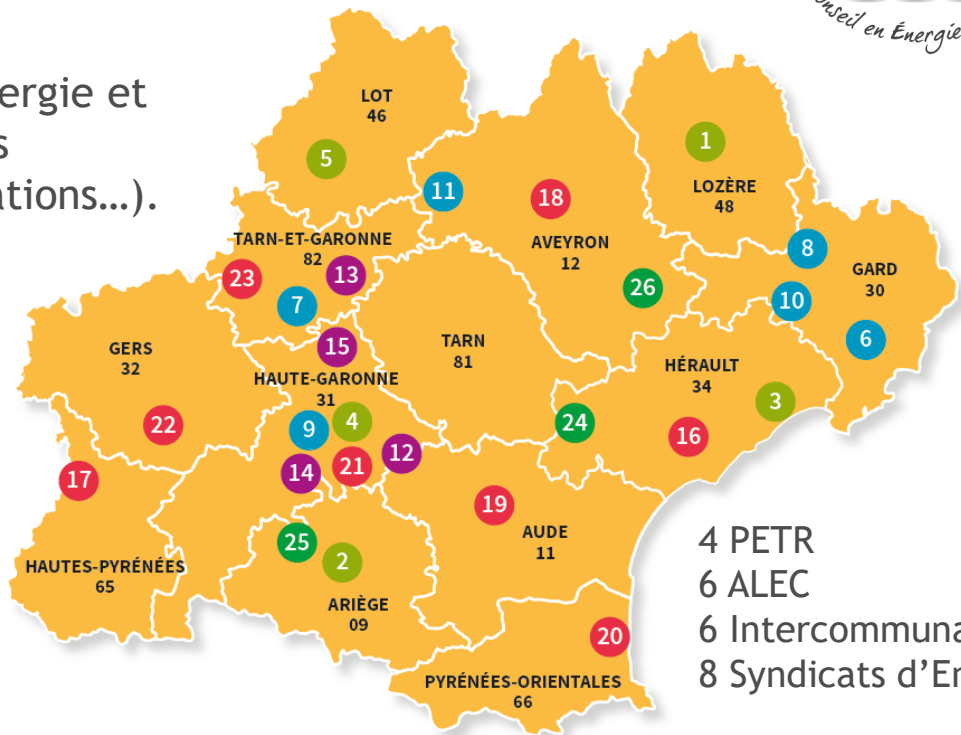 en Énergie
ergie et
ations…).
LOT
46
5
1
LOZÈRE
48
11
18
AVEYRON
12
8
GARD
30
TARN-ET-GARONNE
82
23
13
7
26
10
6
15
GERS
32
TARN
81
HÉRAULT
34
HAUTE-GARONNE
31
3
22
9
4
24
16
12
14
21
17
19
AUDE
11
25
2
HAUTES-PYRÉNÉES
65
ARIÈGE
09
20
PYRÉNÉES-ORIENTALES
66
4 PETR
6 ALEC
6 Intercommuna
8 Syndicats d’En